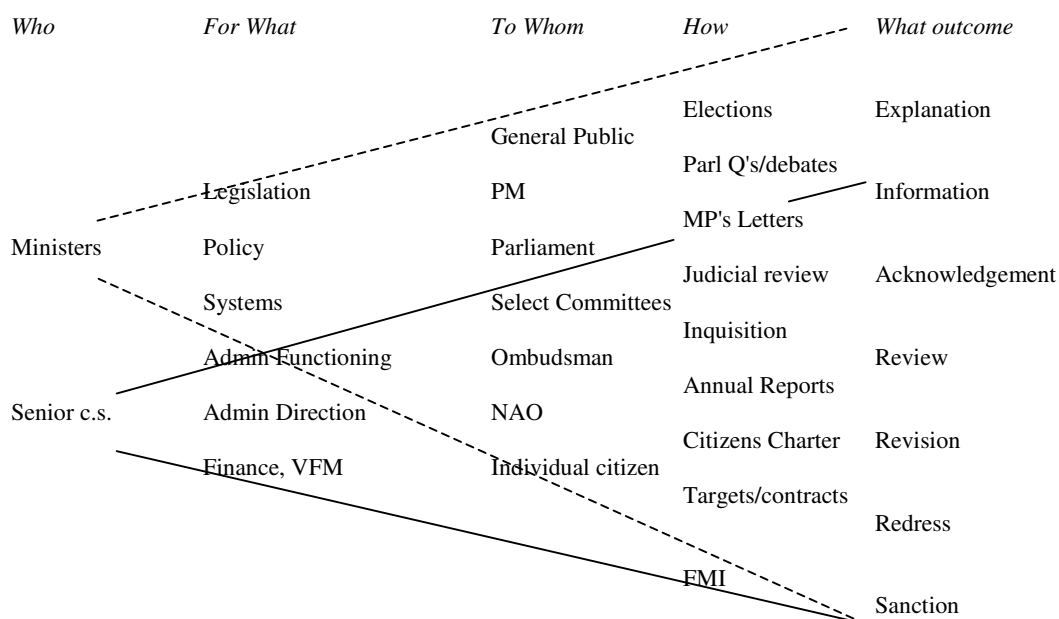 Who For What To Whom How What outcome
Elections Explanation
General Public
Parl Q's/debates
Legislation PM Information
MP's Letters
Ministers Policy Parliament
Judicial review Acknowledgement
Systems Select Committees
Inquisition
Admin Functioning Ombudsman Review
Annual Reports
Senior c.s. Admin Direction NAO
Citizens Charter Revision
Finance, VFM Individual citizen
Targets/contracts
Redress
FMI
Sanction